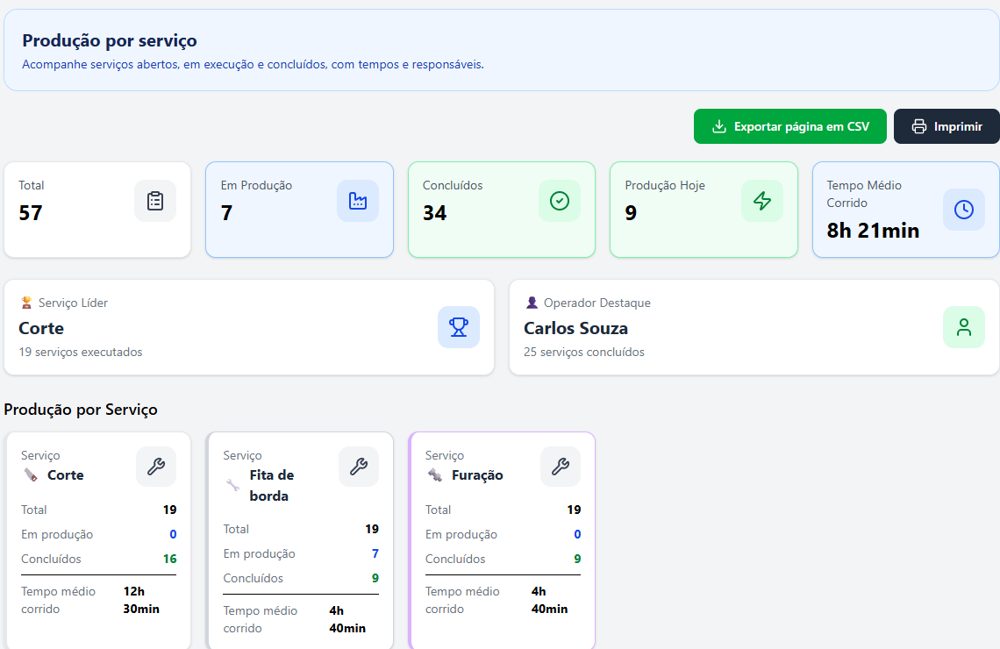 Produção por serviço
Acompanhe serviços abertos, em execução e concluídos, com tempos e responsáveis.
Exportar página em CSV
Imprimir
Total
57
Em Produção
7
Concluídos
34
Produção Hoje
9
Tempo Médio
Corrido
8h 21min
Serviço Líder
Corte
19 serviços executados
Operador Destaque
Carlos Souza
25 serviços concluídos
Produção por Serviço
Serviço
Corte
Total 19
Em produção 0
Concluídos 16
Tempo médio 12h
corrido 30min
Serviço
Fita de
borda
Total 19
Em produção 7
Concluídos 9
Tempo médio 4h
corrido 40min
Serviço
Furação
Total 19
Em produção 0
Concluídos 9
Tempo médio 4h
corrido 40min